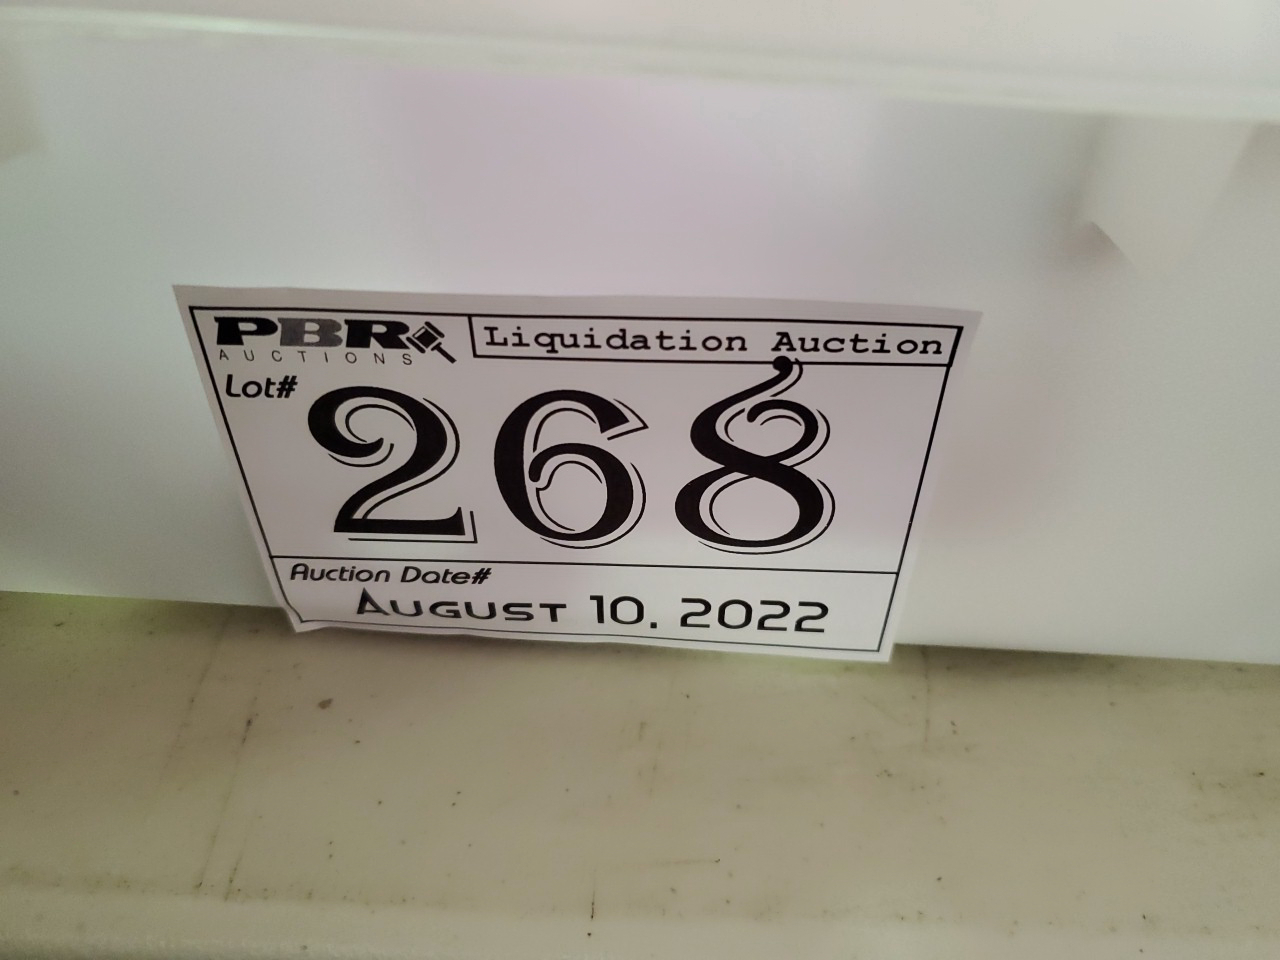 PBR
AUCTIONS
Liquidation Auction
Lot#
268
Auction Date#
August 10, 2022